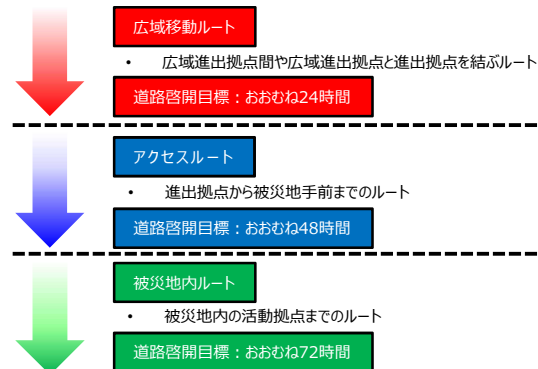 広域移動ルート
• 広域進出拠点間や広域進出拠点と進出拠点を結ぶルート
道路啓開目標：おおむね24時間
アクセスルート
• 進出拠点から被災地手前までのルート
道路啓開目標：おおむね48時間
被災地内ルート
• 被災地内の活動拠点までのルート
道路啓開目標：おおむね72時間